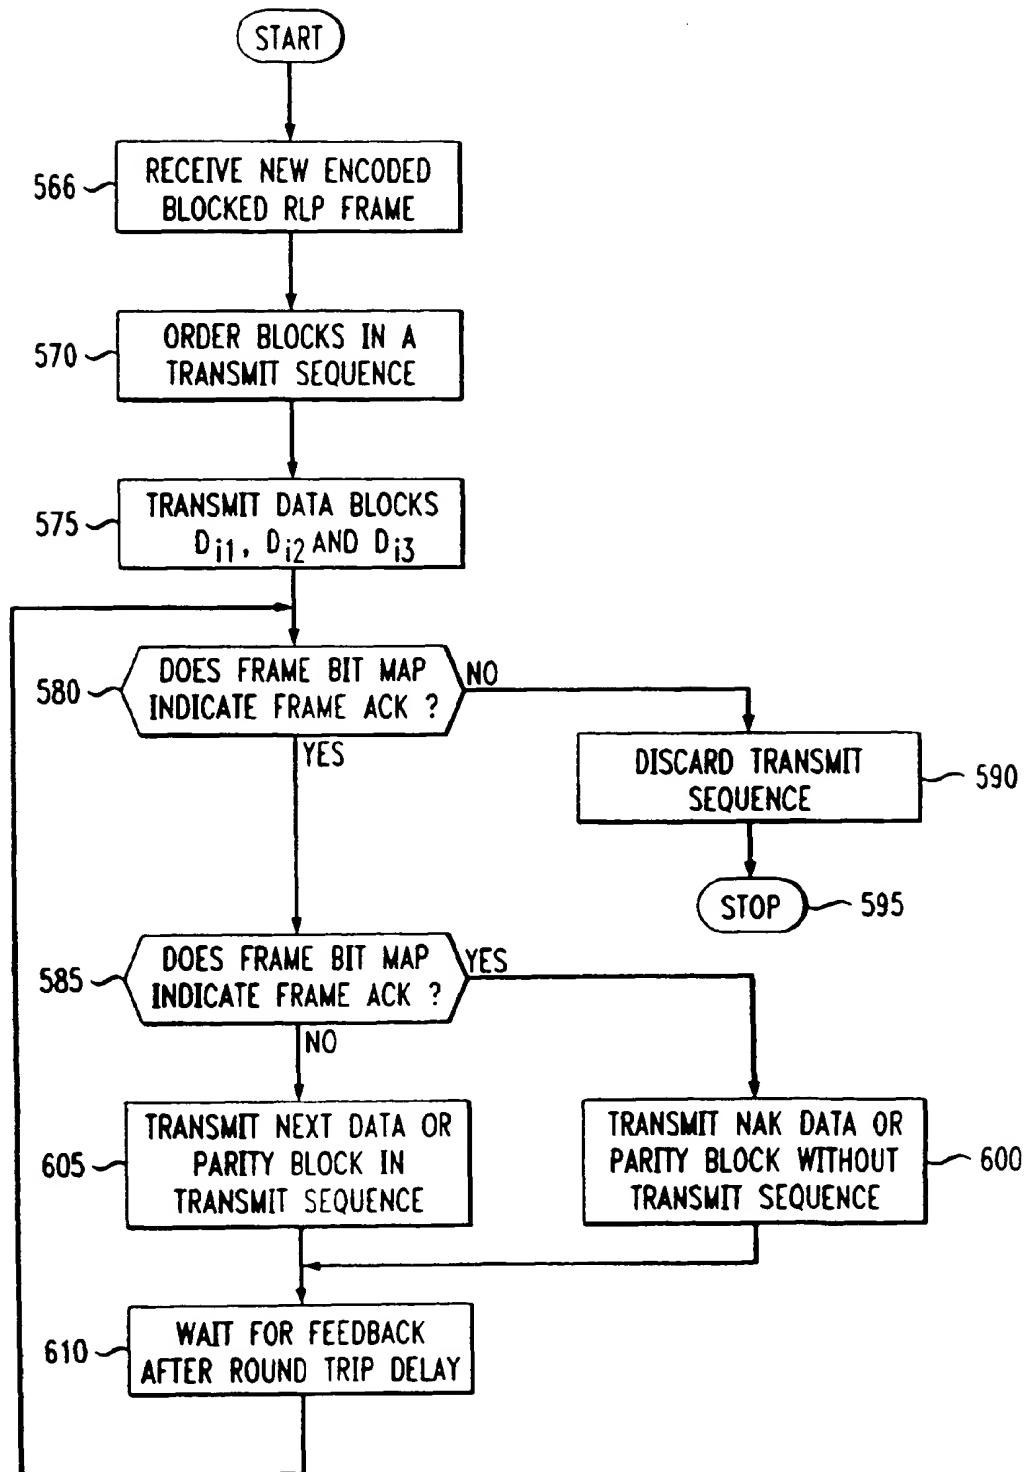 START
566
RECEIVE NEW ENCODED
BLOCKED RLP FRAME
570
ORDER BLOCKS IN A
TRANSMIT SEQUENCE
575
TRANSMIT DATA BLOCKS
Di1, Di2 AND Di3
580
DOES FRAME BIT MAP
INDICATE FRAME ACK ?
NO
YES
DISCARD TRANSMIT
SEQUENCE
590
STOP
595
585
DOES FRAME BIT MAP
INDICATE FRAME ACK ?
YES
NO
605
TRANSMIT NEXT DATA OR
PARITY BLOCK IN
TRANSMIT SEQUENCE
TRANSMIT NAK DATA OR
PARITY BLOCK WITHOUT
TRANSMIT SEQUENCE
600
610
WAIT FOR FEEDBACK
AFTER ROUND TRIP DELAY